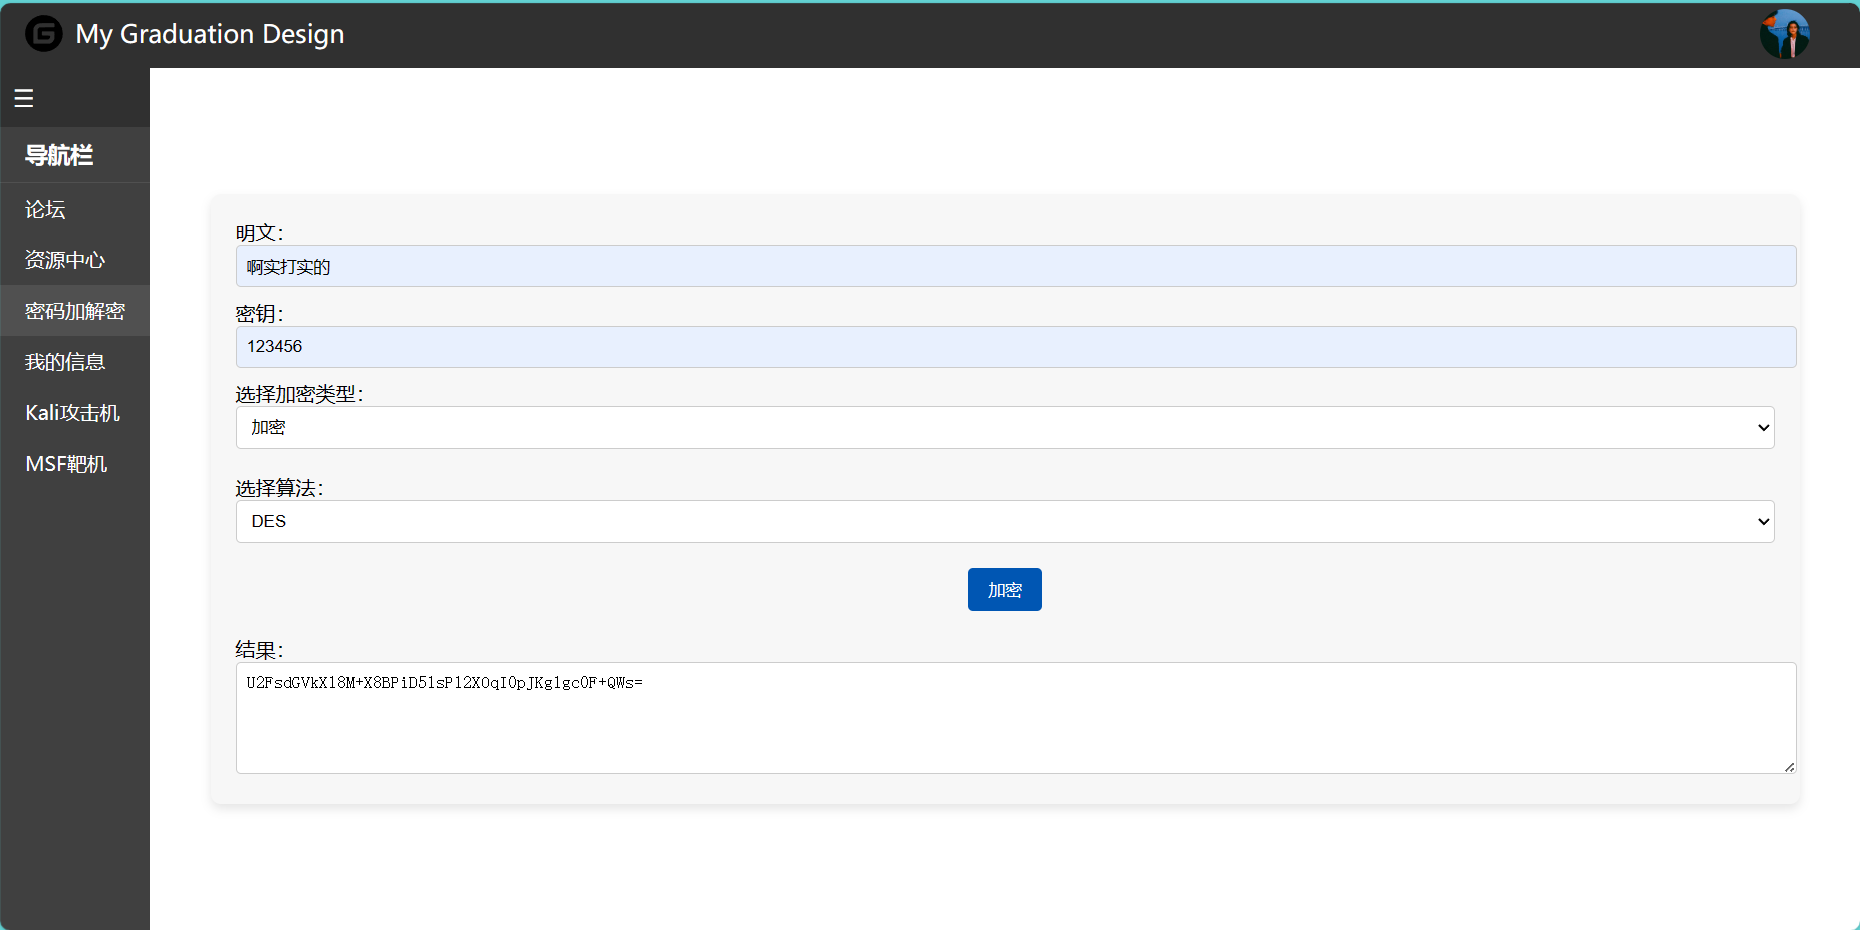 My Graduation Design
☰
导航栏
论坛
资源中心
密码加解密
我的信息
Kali攻击机
MSF靶机
明文：
啊实打实的
密钥：
123456
选择加密类型：
加密
选择算法：
DES
加密
结果：
U2FsdGVkX18M+X8BPiD51sP12XOqI0pJKg1gc0F+QWs=